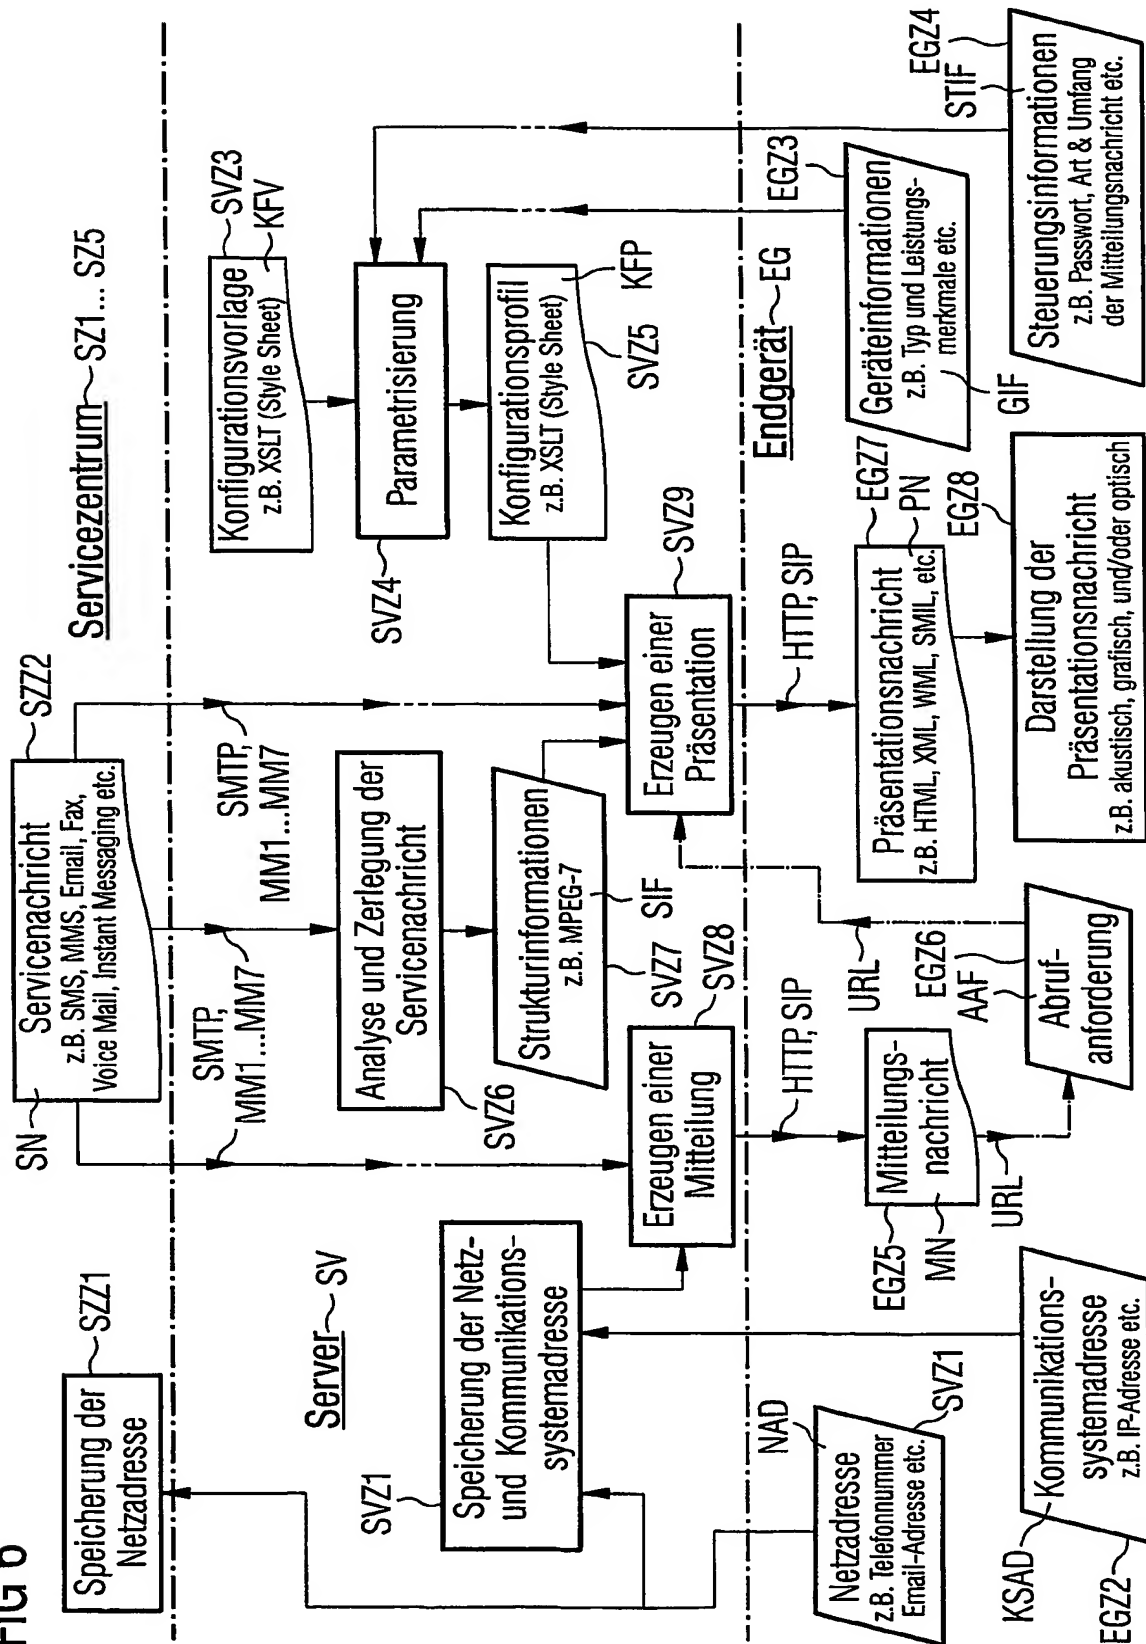 FIG 6
Speicherung der
Netzadresse
SZZ1
SN
Servicenachricht
z.B. SMS, MMS, Email, Fax,
Voice Mail, Instant Messaging etc.
SZZ2
Servicezentrum
SZ1... SZ5
SMTP,
MM1...MM7
SMTP,
MM1...MM7
Server
SV
SVZ1
Speicherung der Netz-
und Kommunikations-
systemadresse
SVZ6
Analyse und Zerlegung der
Servicenachricht
Strukturinformationen
z.B. MPEG-7
SVZ7
SIF
Konfigurationsvorlage
z.B. XSLT (Style Sheet)
SVZ3
KFV
SVZ4
Parametrisierung
Konfigurationsprofil
z.B. XSLT (Style Sheet)
KFP
SVZ5
Erzeugen einer
Mitteilung
SVZ8
Erzeugen einer
Präsentation
SVZ9
Endgerät
EG
NAD
Netzadresse
z.B. Telefonnummer
Email-Adresse etc.
SVZ1
KSAD
Kommunikations-
systemadresse
z.B. IP-Adresse etc.
EGZ2
HTTP, SIP
EGZ5
Mitteilungs-
nachricht
MN
URL
URL
EGZ6
AAF
Abruf-
anforderung
HTTP, SIP
Präsentationsnachricht
z.B. HTML, XML, WML, SMIL, etc.
EGZ7
PN
Darstellung der
Präsentationsnachricht
z.B. akustisch, grafisch, und/oder optisch
EGZ8
EGZ3
Geräteinformationen
z.B. Typ und Leistungs-
merkmale etc.
GIF
EGZ4
STIF
Steuerungsinformationen
z.B. Passwort, Art & Umfang
der Mitteilungsnachricht etc.